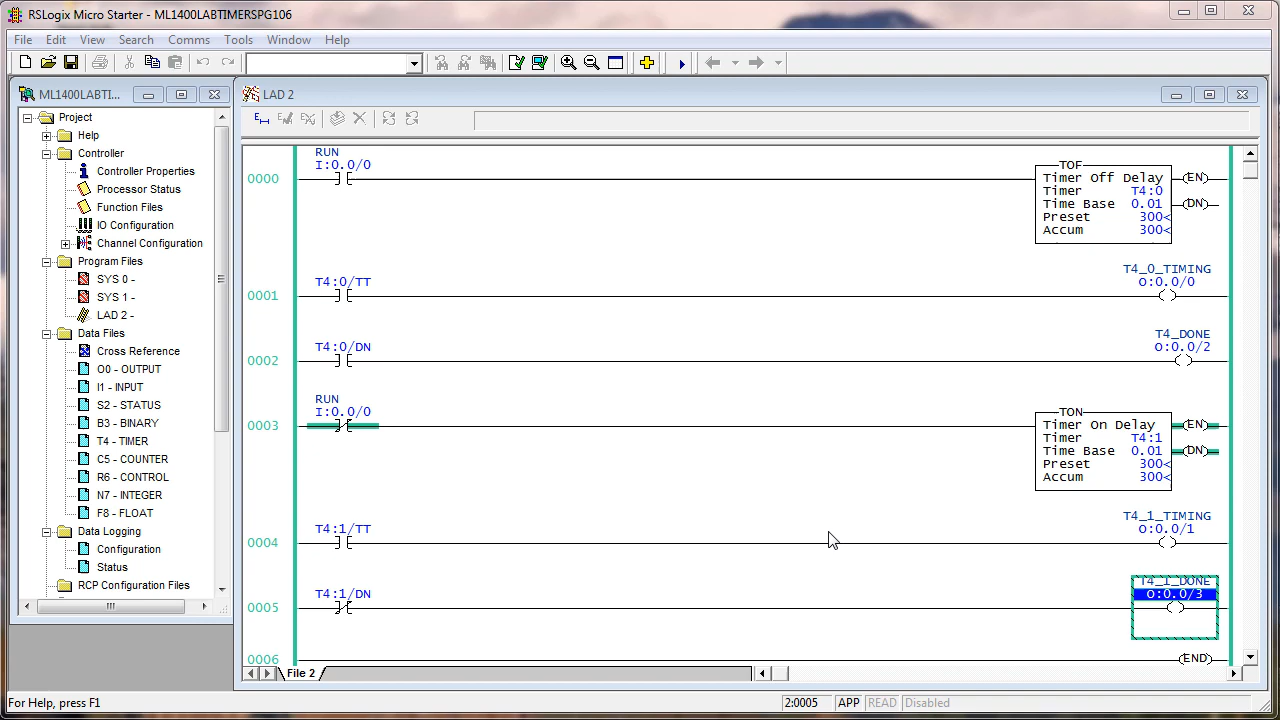 RSLogix Micro Starter - ML1400LABTIMERSPG106
File Edit View Search Comms Tools Window Help
ML1400LABTI...
Project
Help
Controller
Controller Properties
Processor Status
Function Files
IO Configuration
Channel Configuration
Program Files
SYS 0 -
SYS 1 -
LAD 2 -
Data Files
Cross Reference
O0 - OUTPUT
I1 - INPUT
S2 - STATUS
B3 - BINARY
T4 - TIMER
C5 - COUNTER
R6 - CONTROL
N7 - INTEGER
F8 - FLOAT
Data Logging
Configuration
Status
RCP Configuration Files
LAD 2
RUN
I:0.0/0
0000
TOF
Timer Off Delay
Timer T4:0
Time Base 0.01
Preset 300<
Accum 300<
EN
DN
T4:0/TT
0001
T4_0_TIMING
O:0.0/0
T4:0/DN
0002
T4_DONE
O:0.0/2
RUN
I:0.0/0
0003
TON
Timer On Delay
Timer T4:1
Time Base 0.01
Preset 300<
Accum 300<
EN
DN
T4:1/TT
0004
T4_1_TIMING
O:0.0/1
T4:1/DN
0005
T4_1_DONE
O:0.0/3
0006
END
File 2
For Help, press F1
2:0005 APP READ Disabled